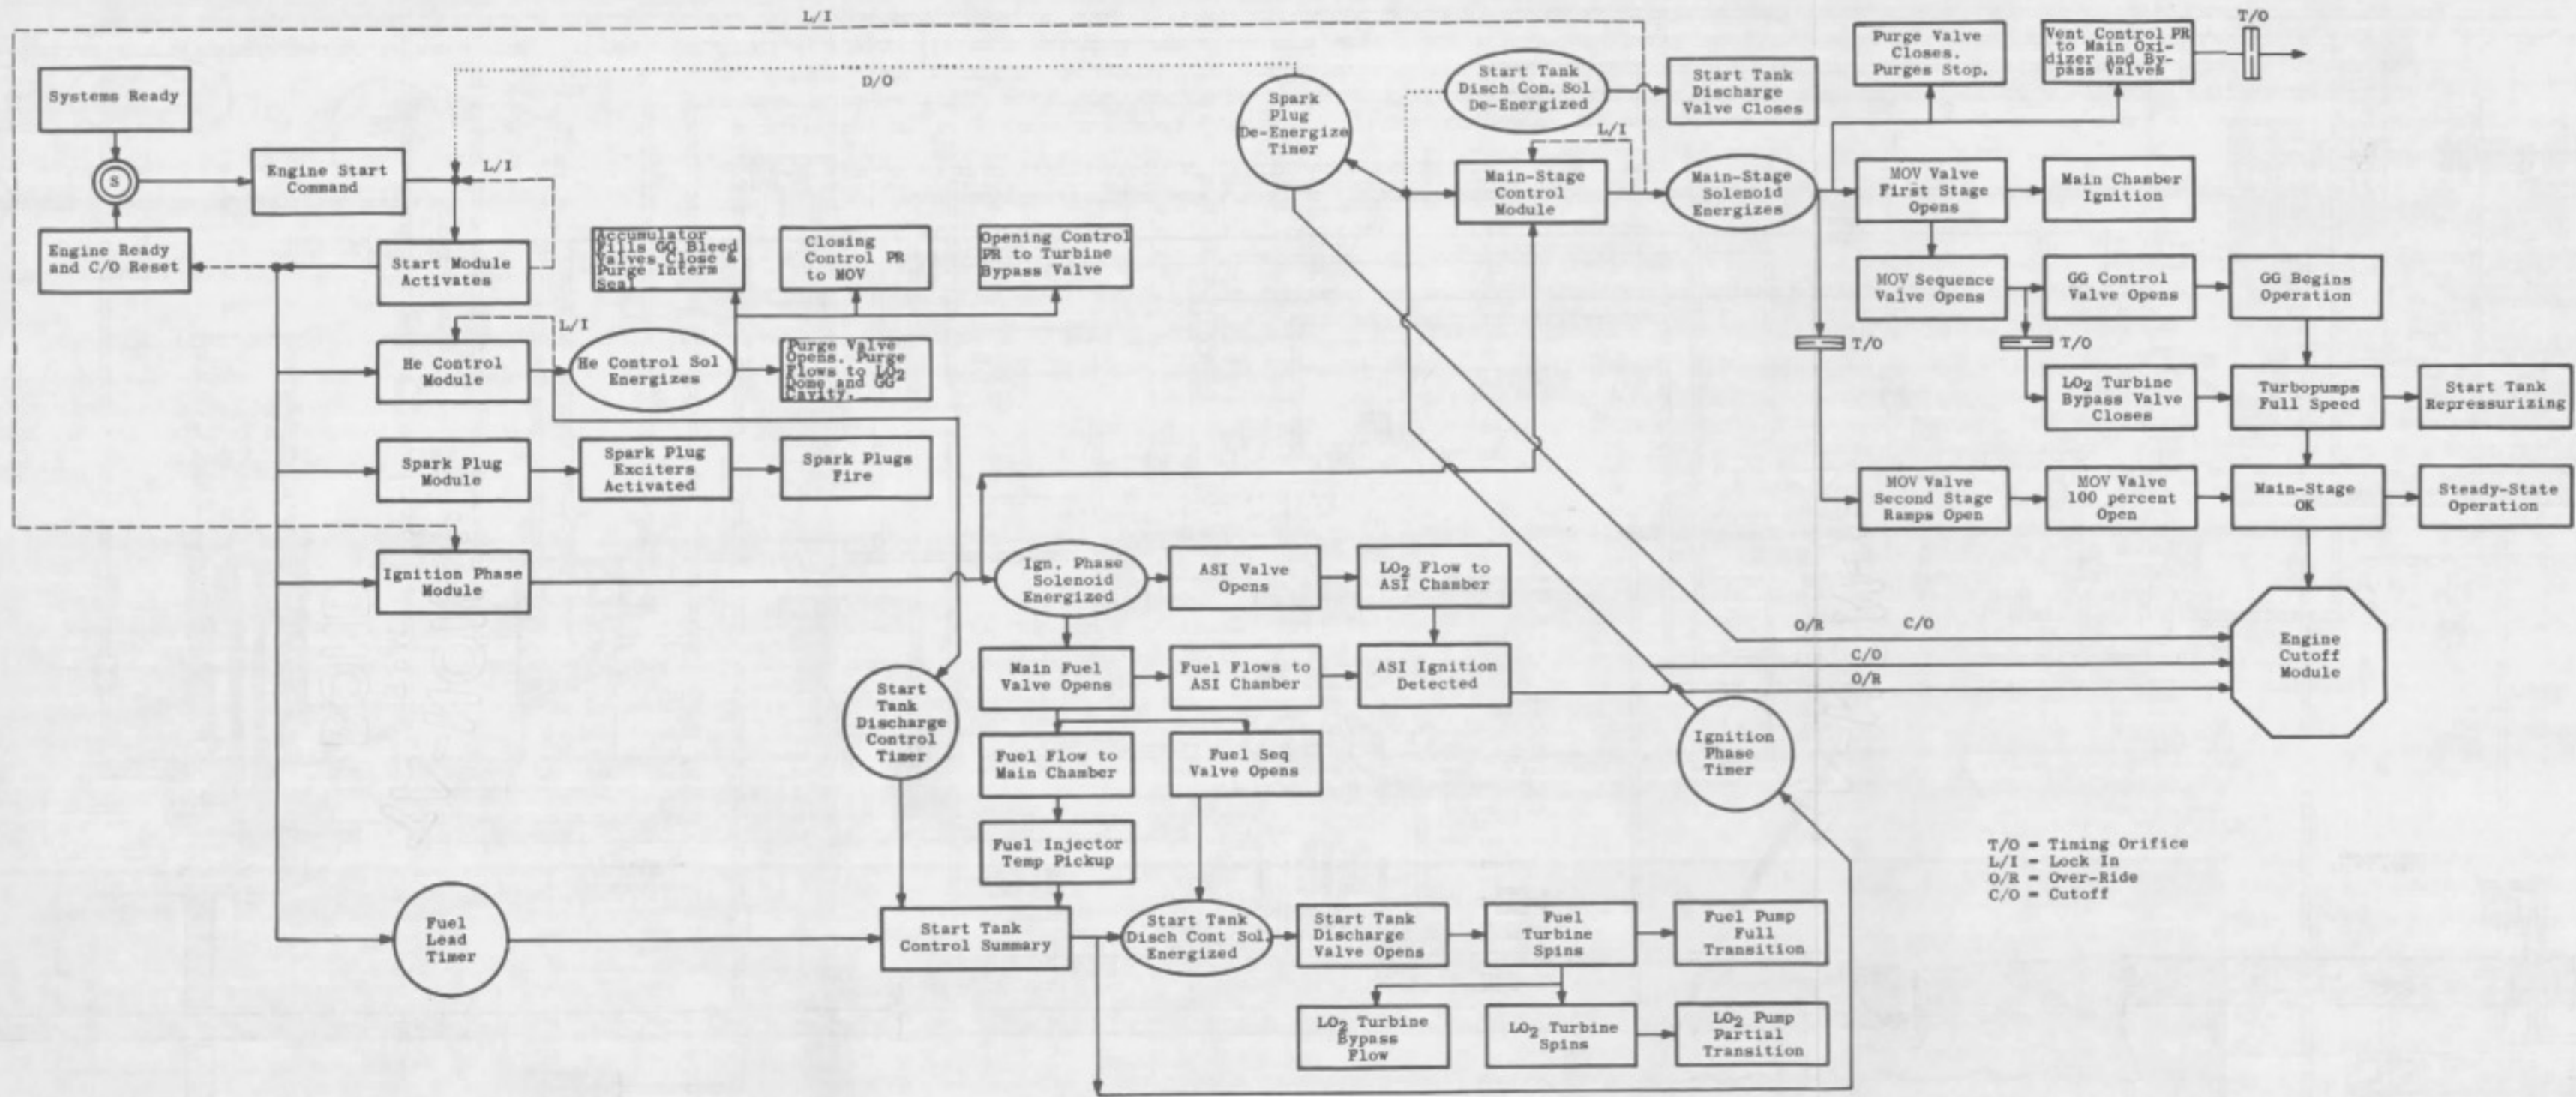 L/I
T/O
Systems Ready
D/O
Spark
Plug
De-Energize
Timer
Start Tank
Disch Con. Sol
De-Energized
Start Tank
Discharge
Valve Closes
Purge Valve
Closes.
Purges Stop.
Vent Control PR
to Main Oxi-
dizer and By-
pass Valves
S
Engine Start
Command
L/I
L/I
Main-Stage
Control
Module
Main-Stage
Solenoid
Energizes
MOV Valve
First Stage
Opens
Main Chamber
Ignition
Engine Ready
and C/O Reset
Start Module
Activates
Accumulator
Fills GG Bleed
Valves Close &
Purge Interm
Seal
Closing
Control PR
to MOV
Opening Control
PR to Turbine
Bypass Valve
MOV Sequence
Valve Opens
GG Control
Valve Opens
GG Begins
Operation
L/I
T/O
T/O
He Control
Module
He Control Sol
Energizes
Purge Valve
Opens. Purge
Flows to LO2
Dome and GG
Cavity.
LO2 Turbine
Bypass Valve
Closes
Turbopumps
Full Speed
Start Tank
Repressurizing
Spark Plug
Module
Spark Plug
Exciters
Activated
Spark Plugs
Fire
MOV Valve
Second Stage
Ramps Open
MOV Valve
100 percent
Open
Main-Stage
OK
Steady-State
Operation
Ignition Phase
Module
Ign. Phase
Solenoid
Energized
ASI Valve
Opens
LO2 Flow to
ASI Chamber
O/R
C/O
C/O
O/R
Engine
Cutoff
Module
Start
Tank
Discharge
Control
Timer
Main Fuel
Valve Opens
Fuel Flows to
ASI Chamber
ASI Ignition
Detected
Fuel Flow to
Main Chamber
Fuel Seq
Valve Opens
Ignition
Phase
Timer
Fuel Injector
Temp Pickup
T/O = Timing Orifice
L/I = Lock In
O/R = Over-Ride
C/O = Cutoff
Fuel
Lead
Timer
Start Tank
Control Summary
Start Tank
Disch Cont Sol.
Energized
Start Tank
Discharge
Valve Opens
Fuel
Turbine
Spins
Fuel Pump
Full
Transition
LO2 Turbine
Bypass
Flow
LO2 Turbine
Spins
LO2 Pump
Partial
Transition